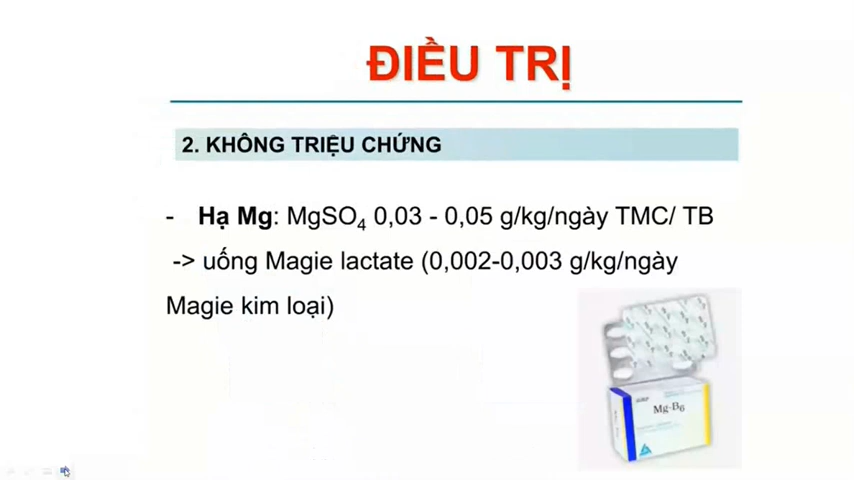 ĐIỀU TRỊ
2. KHÔNG TRIỆU CHỨNG
- Hạ Mg: MgSO₄ 0,03 - 0,05 g/kg/ngày TMC/ TB
-> uống Magie lactate (0,002-0,003 g/kg/ngày
Magie kim loại)
Mg-B₆